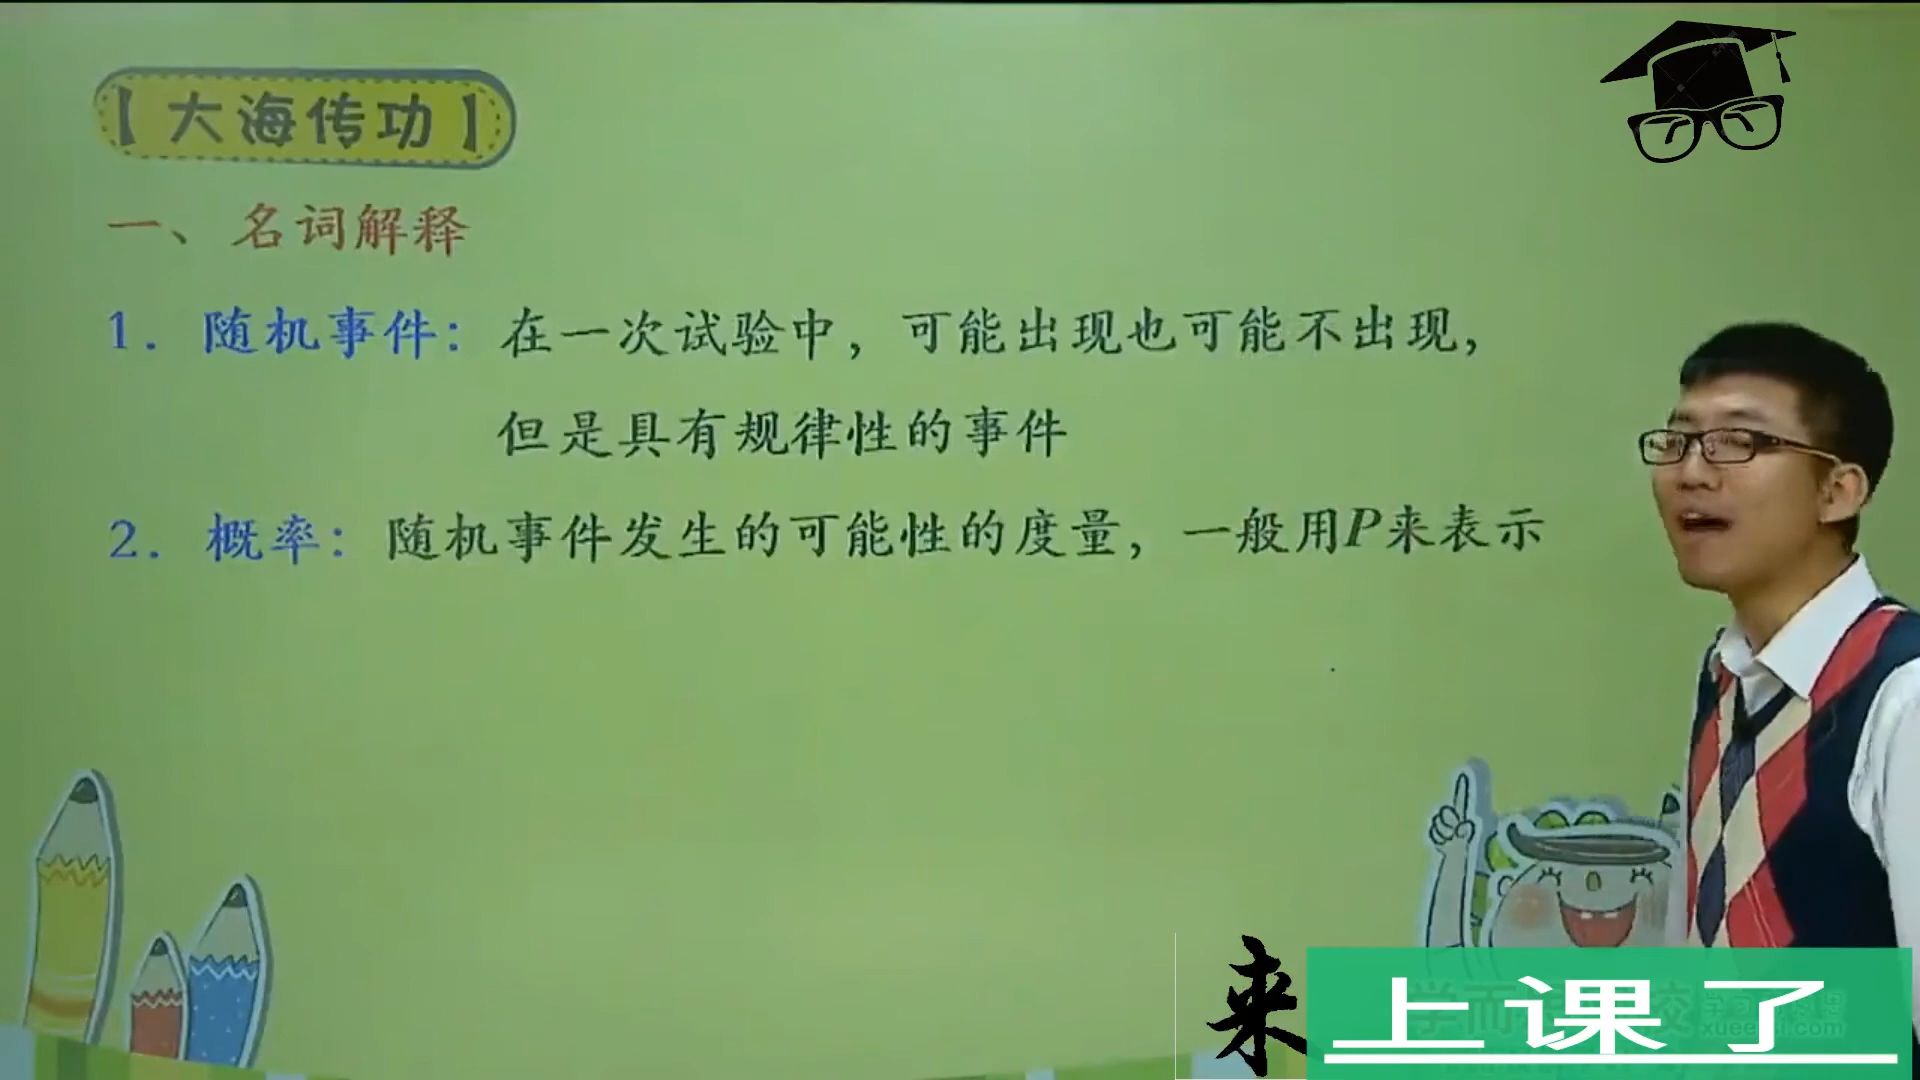 【大海传功】
一、名词解释
1. 随机事件：在一次试验中，可能出现也可能不出现，
但是具有规律性的事件
2. 概率：随机事件发生的可能性的度量，一般用P来表示
来上课了